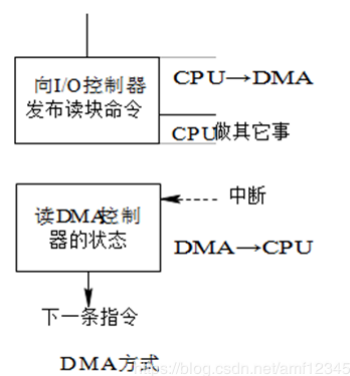 向I/O控制器
发布读块命令
CPU→DMA
CPU做其它事
读DMA控制
器的状态
中断
DMA→CPU
下一条指令
DMA方式
https://blog.csdn.net/amf12345